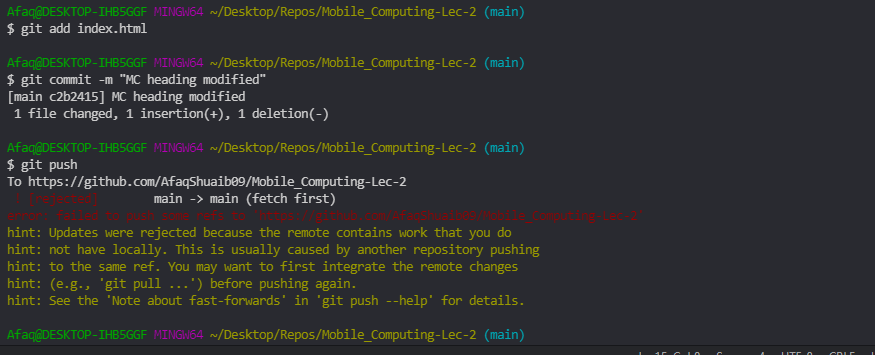 Afaq@DESKTOP-IHB5GGF MINGW64 ~/Desktop/Repos/Mobile_Computing-Lec-2 (main)
$ git add index.html
Afaq@DESKTOP-IHB5GGF MINGW64 ~/Desktop/Repos/Mobile_Computing-Lec-2 (main)
$ git commit -m "MC heading modified"
[main c2b2415] MC heading modified
1 file changed, 1 insertion(+), 1 deletion(-)
Afaq@DESKTOP-IHB5GGF MINGW64 ~/Desktop/Repos/Mobile_Computing-Lec-2 (main)
$ git push
To https://github.com/AfaqShuaib09/Mobile_Computing-Lec-2
! [rejected] main -> main (fetch first)
error: failed to push some refs to 'https://github.com/AfaqShuaib09/Mobile_Computing-Lec-2'
hint: Updates were rejected because the remote contains work that you do
hint: not have locally. This is usually caused by another repository pushing
hint: to the same ref. You may want to first integrate the remote changes
hint: (e.g., 'git pull ...') before pushing again.
hint: See the 'Note about fast-forwards' in 'git push --help' for details.
Afaq@DESKTOP-IHB5GGF MINGW64 ~/Desktop/Repos/Mobile_Computing-Lec-2 (main)